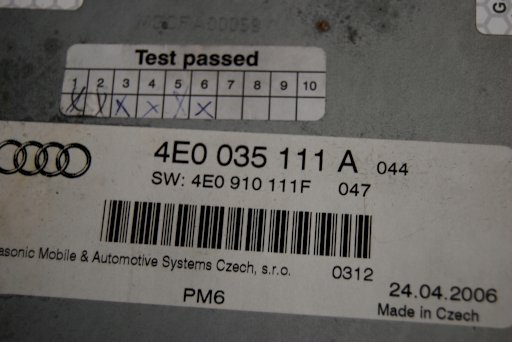 Test passed
1 2 3 4 5 6 7 8 9 10
4E0 035 111 A 044
SW: 4E0 910 111F 047
asonic Mobile & Automotive Systems Czech, s.r.o. 0312
PM6 24.04.2006
Made in Czech